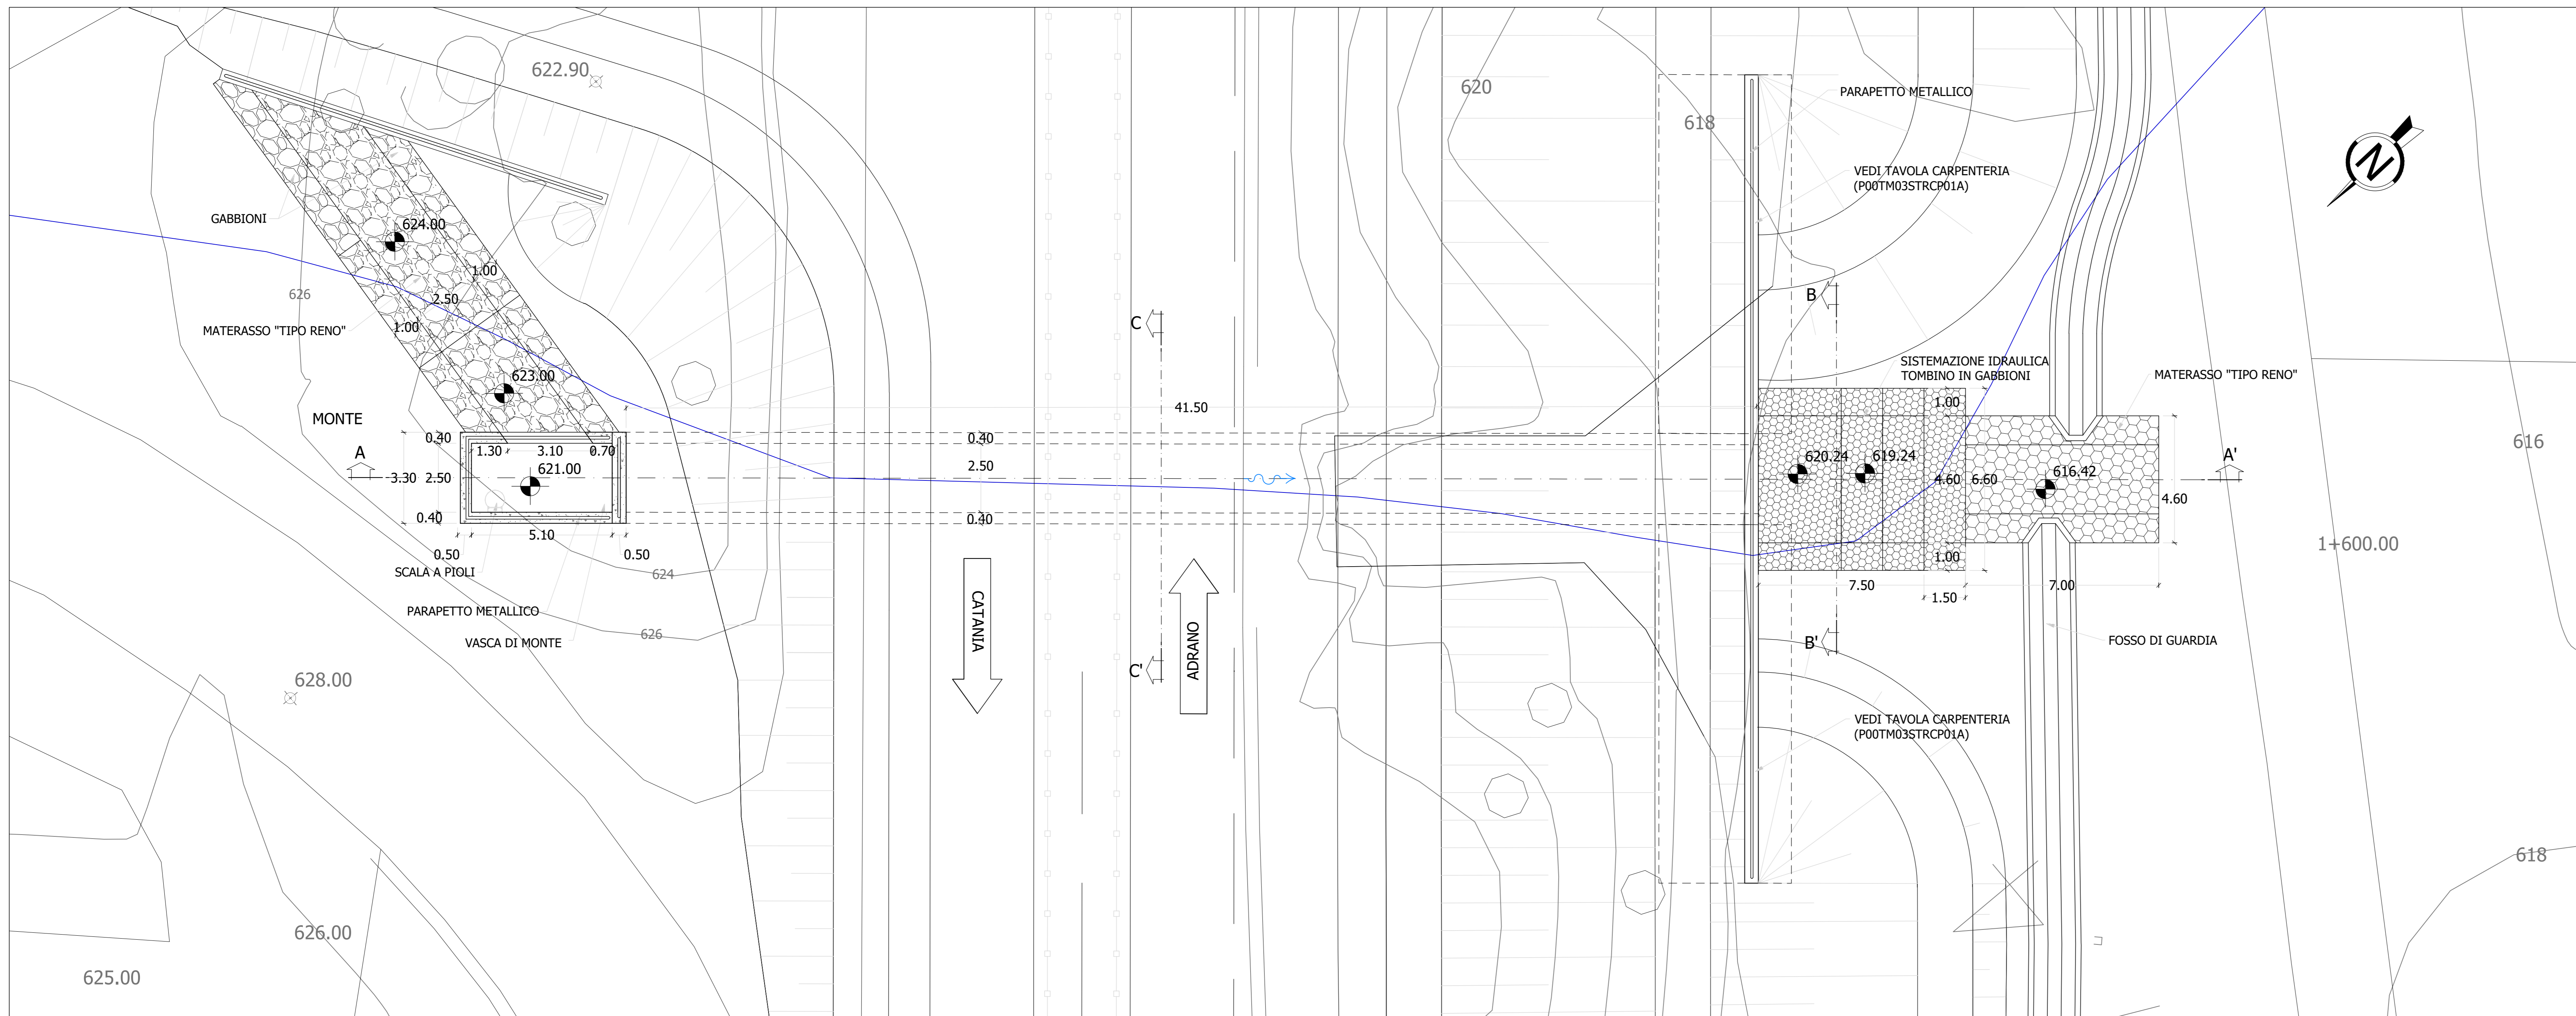 622.90
620
618
PARAPETTO METALLICO
N
VEDI TAVOLA CARPENTERIA
(P00TM03STRCP01A)
GABBIONI
624.00
1.00
2.50
1.00
626
MATERASSO "TIPO RENO"
C
B
SISTEMAZIONE IDRAULICA
TOMBINO IN GABBIONI
MATERASSO "TIPO RENO"
623.00
41.50
1.00
MONTE
A
0.40
1.30
3.10
0.70
621.00
3.30
2.50
0.40
5.10
0.50
0.50
0.40
2.50
0.40
620.24
619.24
4.60
6.60
616.42
4.60
A'
616
1.00
7.50
1.50
7.00
1+600.00
SCALA A PIOLI
624
PARAPETTO METALLICO
626
VASCA DI MONTE
CATANIA
ADRANO
C'
B'
FOSSO DI GUARDIA
628.00
VEDI TAVOLA CARPENTERIA
(P00TM03STRCP01A)
618
626.00
625.00